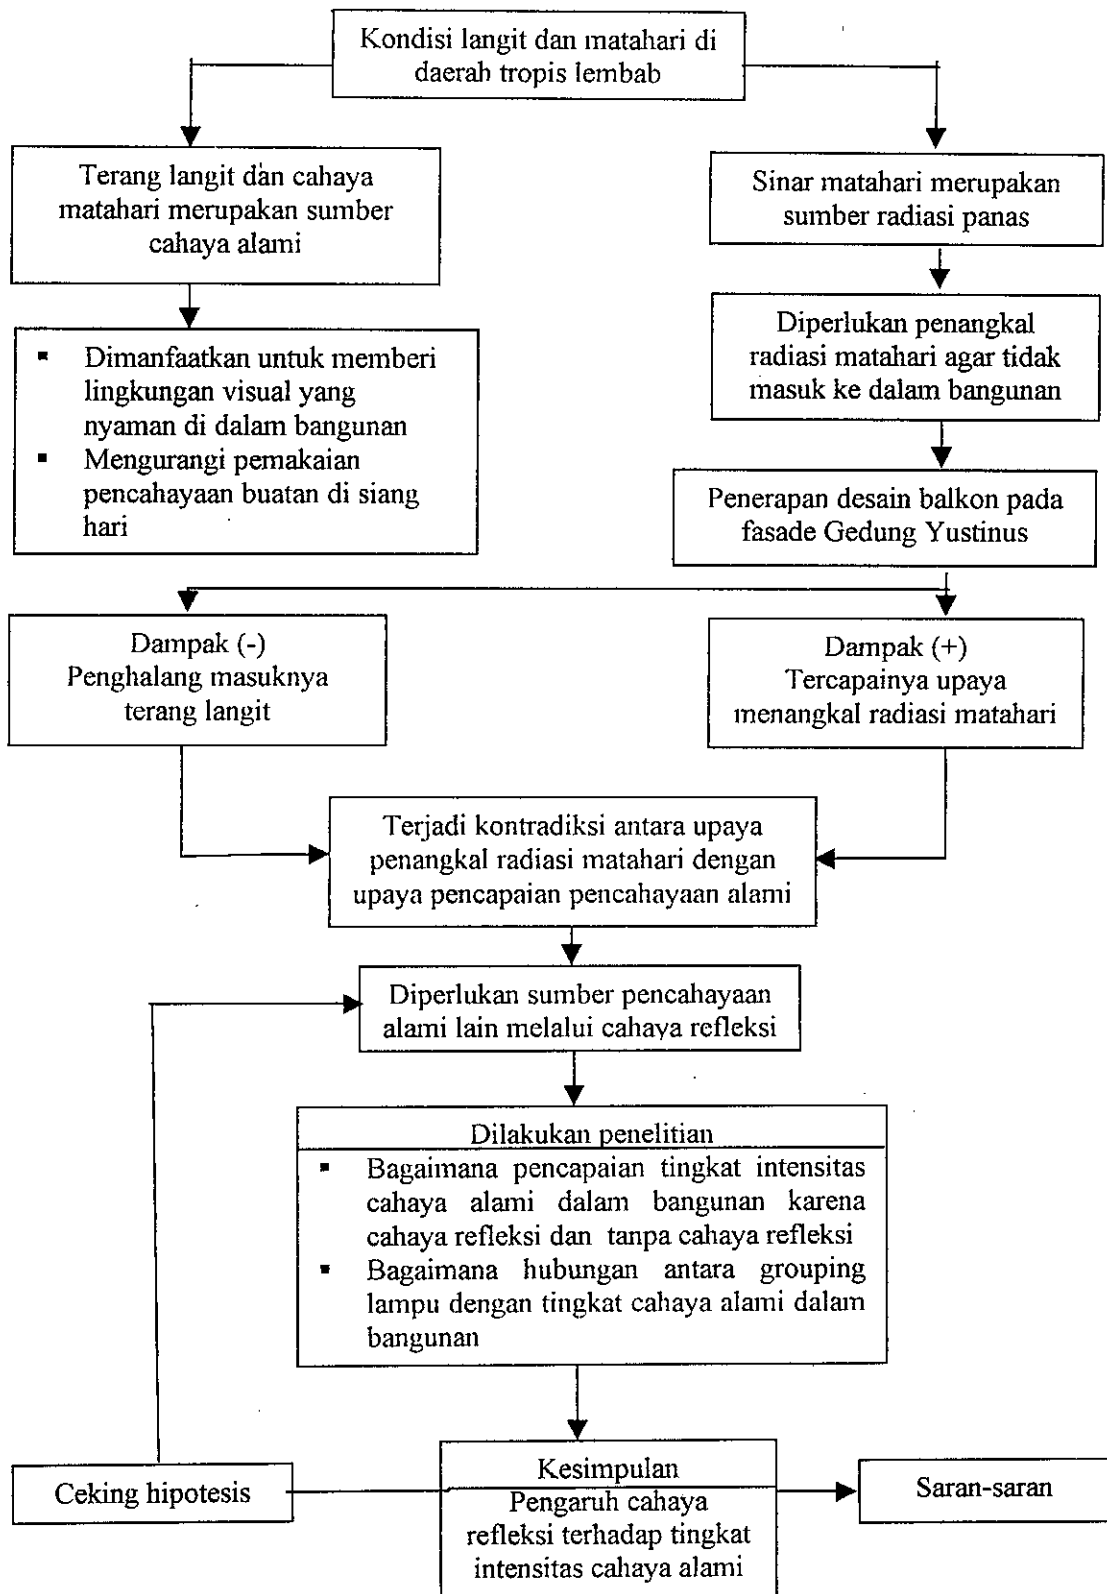 Kondisi langit dan matahari di
daerah tropis lembab
Terang langit dan cahaya
matahari merupakan sumber
cahaya alami
Sinar matahari merupakan
sumber radiasi panas
▪ Dimanfaatkan untuk memberi
lingkungan visual yang
nyaman di dalam bangunan
▪ Mengurangi pemakaian
pencahayaan buatan di siang
hari
Diperlukan penangkal
radiasi matahari agar tidak
masuk ke dalam bangunan
Penerapan desain balkon pada
fasade Gedung Yustinus
Dampak (-)
Penghalang masuknya
terang langit
Dampak (+)
Tercapainya upaya
menangkal radiasi matahari
Terjadi kontradiksi antara upaya
penangkal radiasi matahari dengan
upaya pencapaian pencahayaan alami
Diperlukan sumber pencahayaan
alami lain melalui cahaya refleksi
Dilakukan penelitian
▪ Bagaimana pencapaian tingkat intensitas
cahaya alami dalam bangunan karena
cahaya refleksi dan tanpa cahaya refleksi
▪ Bagaimana hubungan antara grouping
lampu dengan tingkat cahaya alami dalam
bangunan
Ceking hipotesis
Kesimpulan
Pengaruh cahaya
refleksi terhadap tingkat
intensitas cahaya alami
Saran-saran